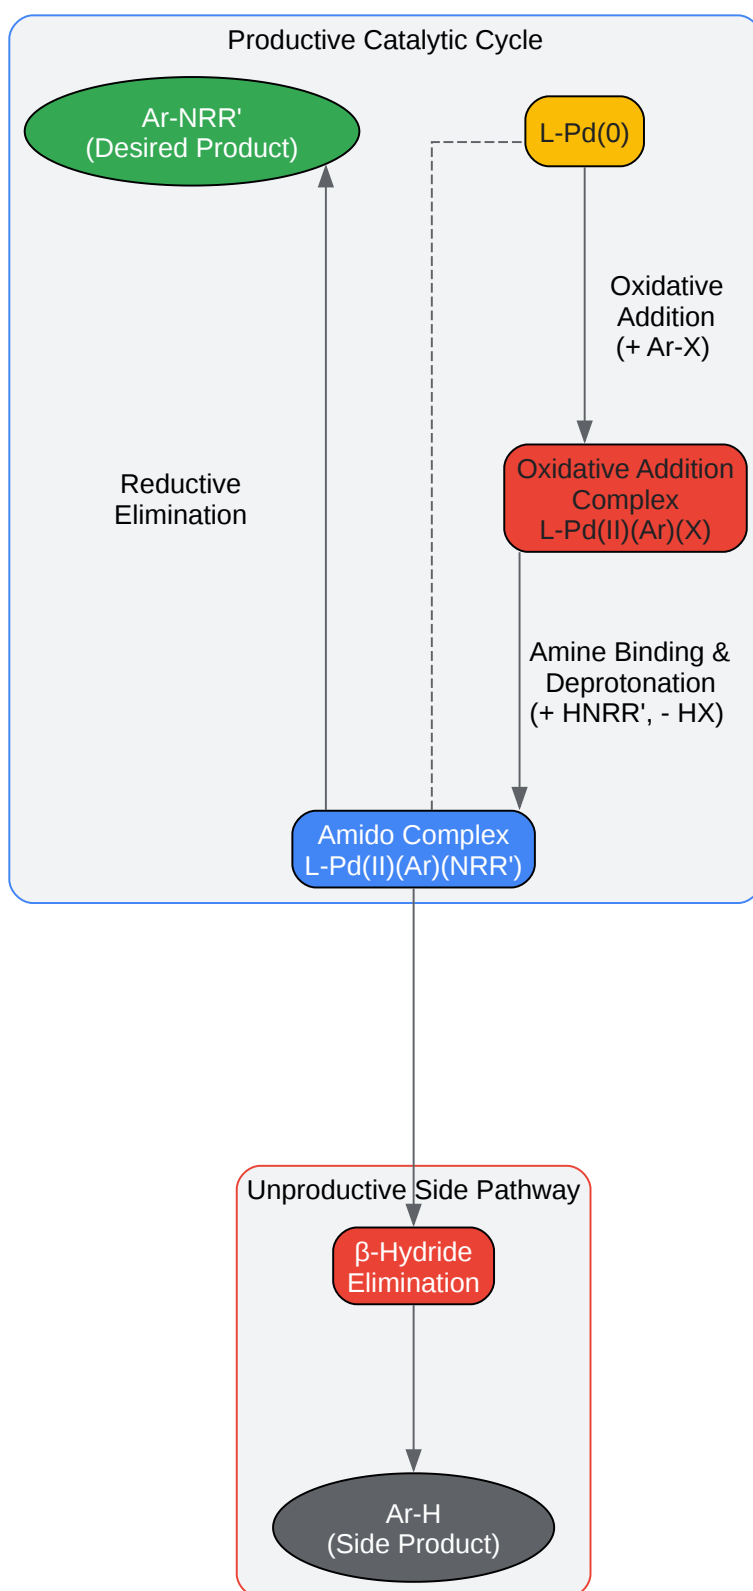 Productive Catalytic Cycle
Ar-NRR'
(Desired Product)
L-Pd(0)
Oxidative
Addition
(+ Ar-X)
Reductive
Elimination
Oxidative Addition
Complex
L-Pd(II)(Ar)(X)
Amine Binding &
Deprotonation
(+ HNRR', - HX)
Amido Complex
L-Pd(II)(Ar)(NRR')
Unproductive Side Pathway
β-Hydride
Elimination
Ar-H
(Side Product)